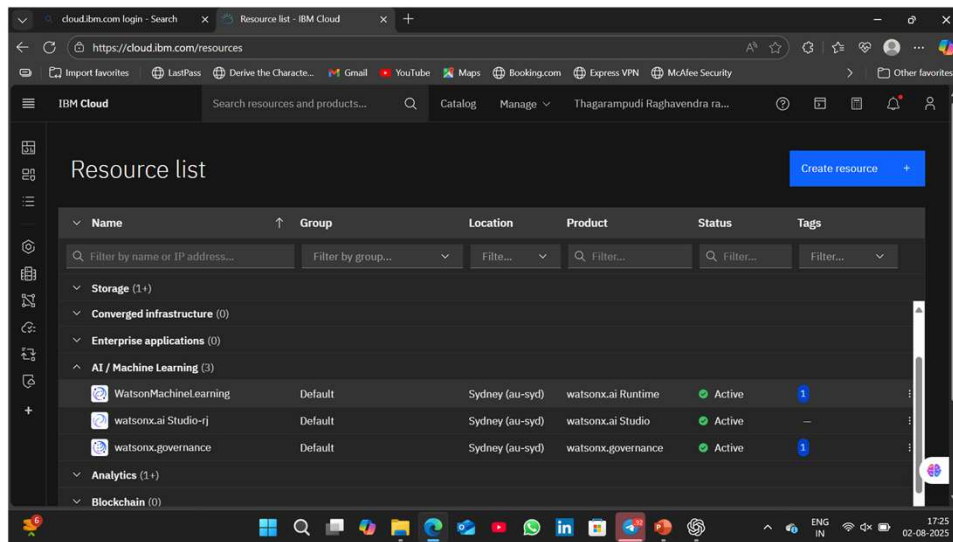 cloud.ibm.com login - Search
Resource list - IBM Cloud
https://cloud.ibm.com/resources
Import favorites LastPass Derive the Characte... Gmail YouTube Maps Booking.com Express VPN McAfee Security Other favorites
IBM Cloud Search resources and products... Catalog Manage Thagarampudi Raghavendra ra...
Resource list
Create resource +
Name Group Location Product Status Tags
Filter by name or IP address... Filter by group... Filte... Filter... Filter... Filter...
Storage (1+)
Converged infrastructure (0)
Enterprise applications (0)
AI / Machine Learning (3)
WatsonMachineLearning Default Sydney (au-syd) watsonx.ai Runtime Active 1
watsonx.ai Studio-rj Default Sydney (au-syd) watsonx.ai Studio Active –
watsonx.governance Default Sydney (au-syd) watsonx.governance Active 1
Analytics (1+)
Blockchain (0)
ENG 17:25
IN 02-08-2025